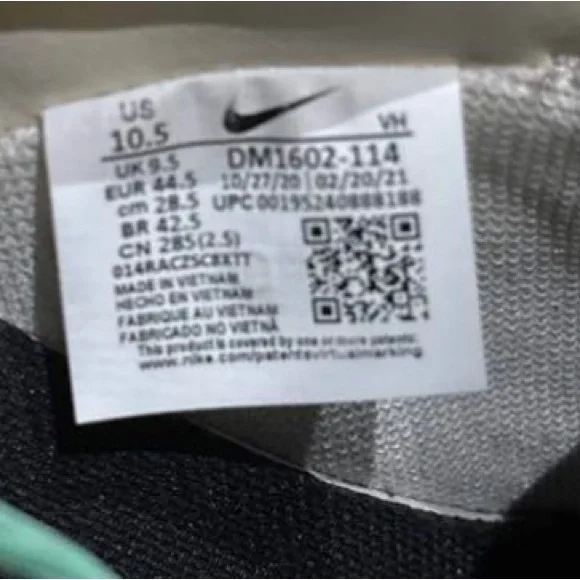 US
10.5
VH
UK 9.5
DM1602-114
EUR 44.5
10/27/20 02/20/21
cm 28.5
UPC 00195240888188
BR 42.5
CN 285(2.5)
MADE IN VIETNAM
HECHO EN VIETNAM
FABRIQUE AU VIETNAM
FABRICADO NO VIETNÃ
This product is covered by one or more patents:
www.nike.com/patentsvirtualmarking